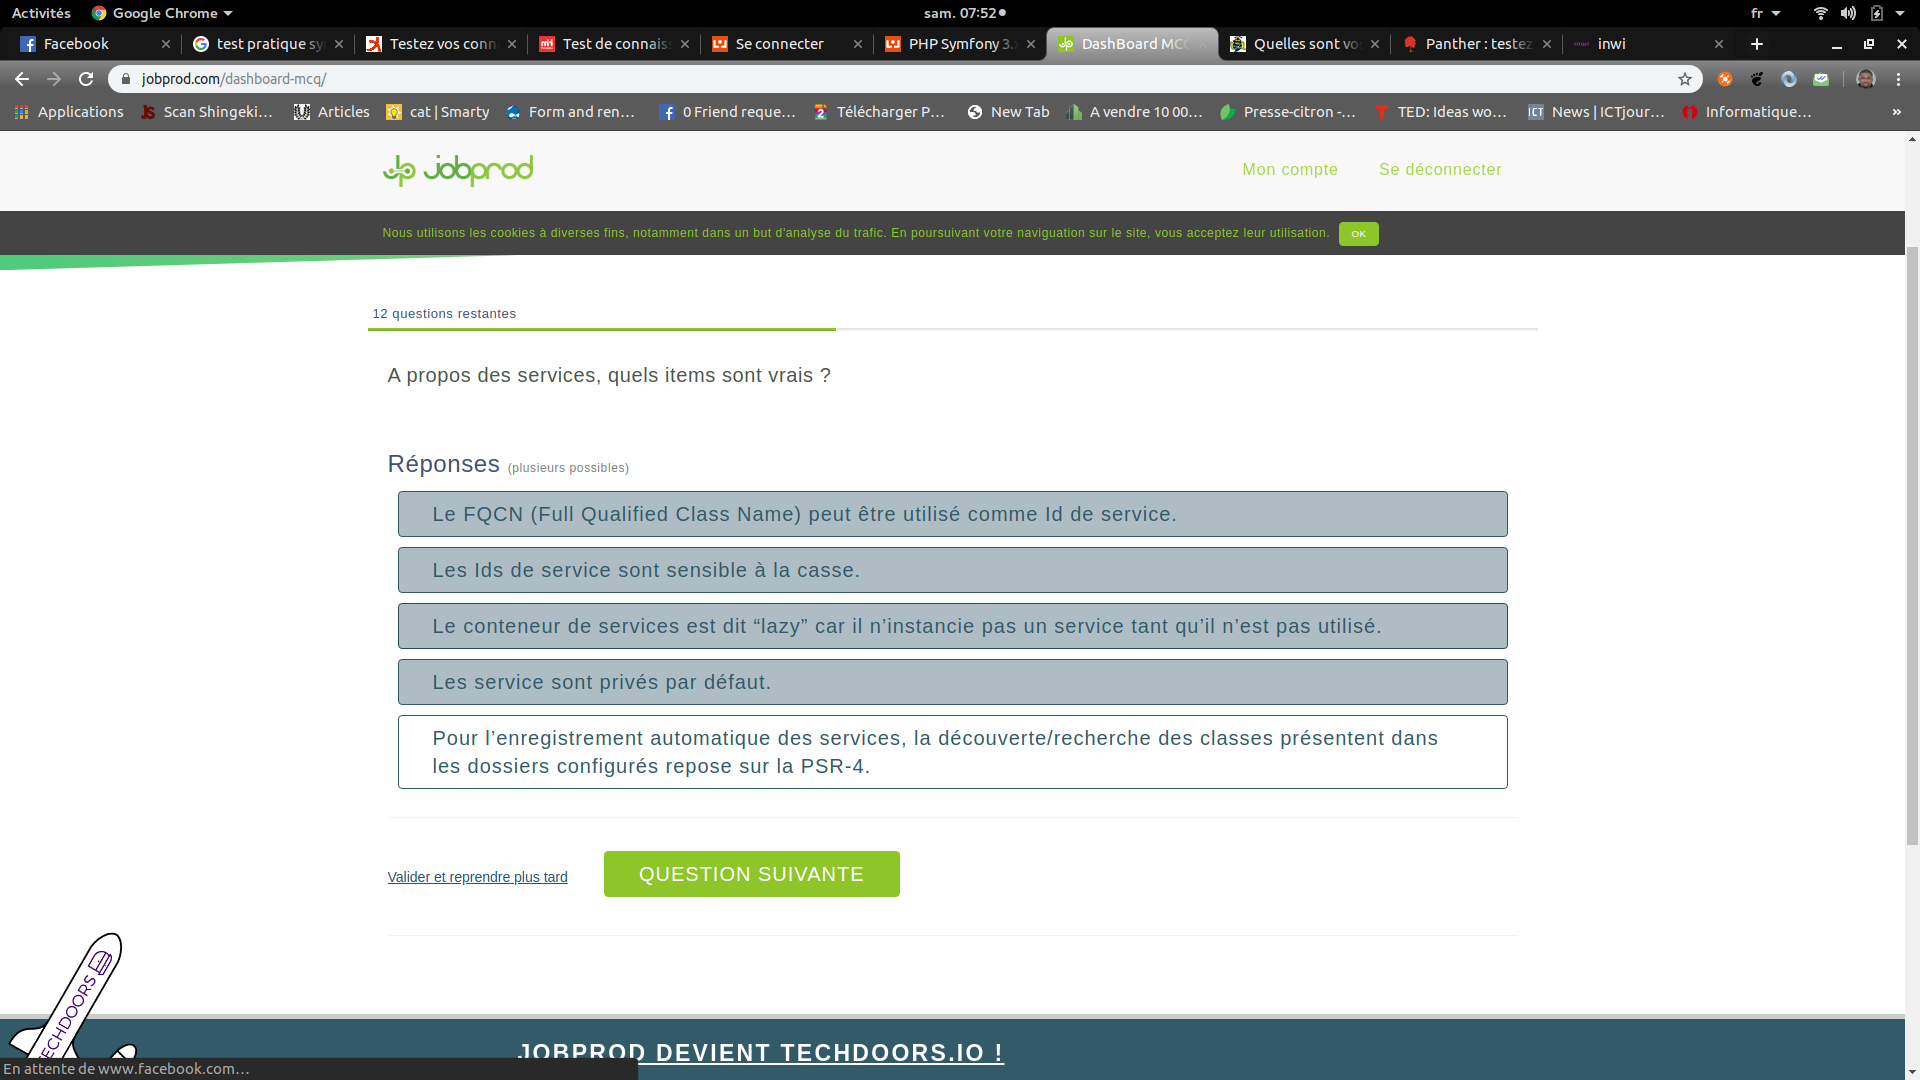 Activités Google Chrome sam. 07:52 fr
Facebook test pratique sy Testez vos conn Test de connais Se connecter PHP Symfony 3. DashBoard MC Quelles sont vo Panther : testez inwi
jobprod.com/dashboard-mcq/
Applications Scan Shingeki... Articles cat | Smarty Form and ren... 0 Friend reque... Télécharger P... New Tab A vendre 10 00... Presse-citron -... TED: Ideas wo... News | ICTjour... Informatique... »
jobprod Mon compte Se déconnecter
Nous utilisons les cookies à diverses fins, notamment dans un but d'analyse du trafic. En poursuivant votre naviguation sur le site, vous acceptez leur utilisation. OK
12 questions restantes
A propos des services, quels items sont vrais ?
Réponses (plusieurs possibles)
Le FQCN (Full Qualified Class Name) peut être utilisé comme Id de service.
Les Ids de service sont sensible à la casse.
Le conteneur de services est dit “lazy” car il n’instancie pas un service tant qu’il n’est pas utilisé.
Les service sont privés par défaut.
Pour l’enregistrement automatique des services, la découverte/recherche des classes présentent dans
les dossiers configurés repose sur la PSR-4.
Valider et reprendre plus tard QUESTION SUIVANTE
TECHDOORS
JOBPROD DEVIENT TECHDOORS.IO !
En attente de www.facebook.com...